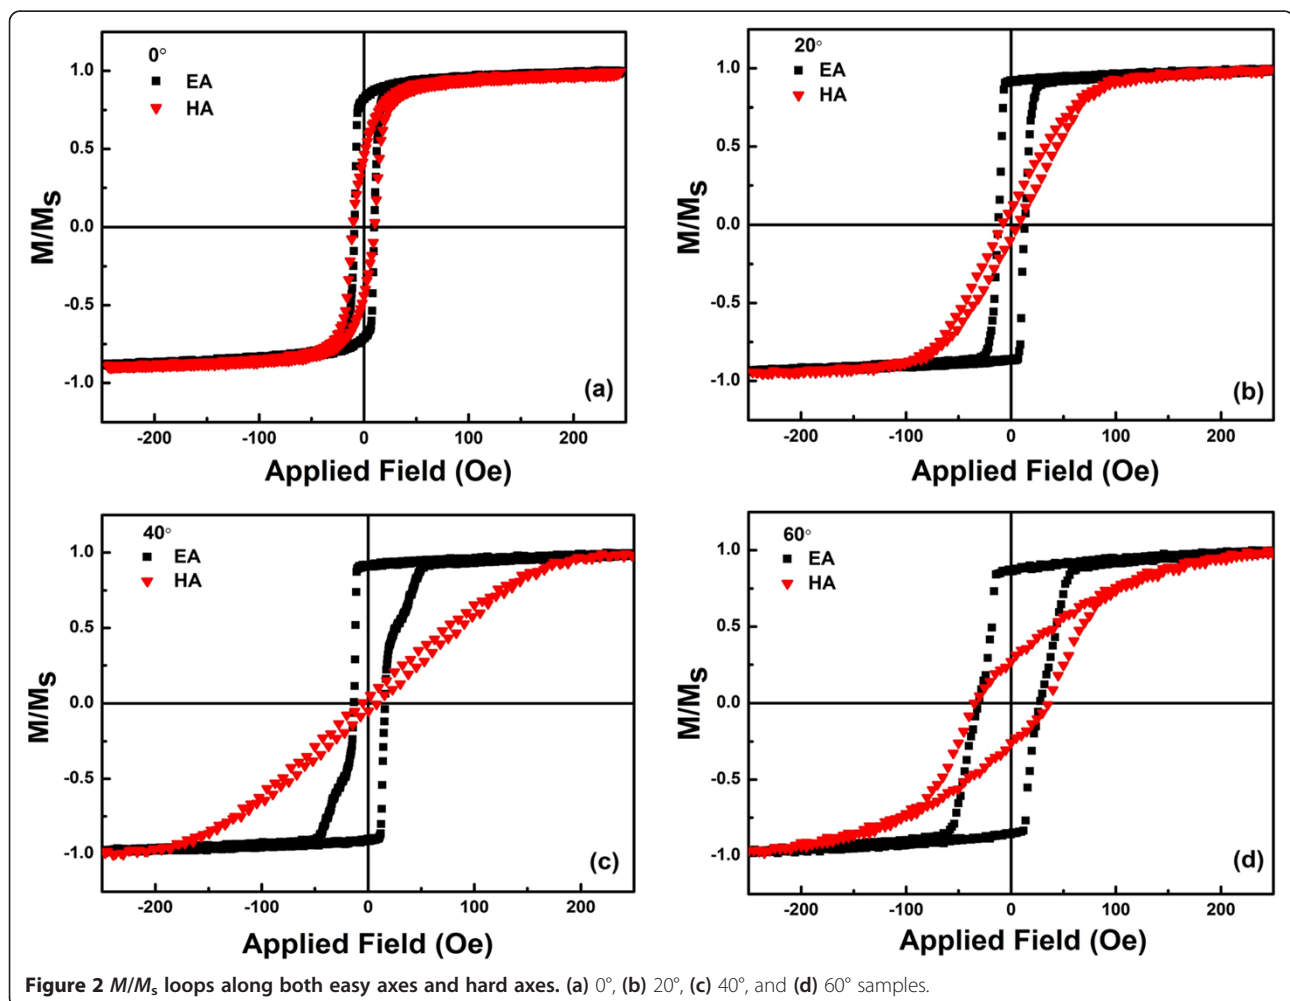 0°
EA
HA
1.0
0.5
0.0
-0.5
-1.0
M/Ms
-200 -100 0 100 200
Applied Field (Oe)
(a)
20°
EA
HA
1.0
0.5
0.0
-0.5
-1.0
M/Ms
-200 -100 0 100 200
Applied Field (Oe)
(b)
40°
EA
HA
1.0
0.5
0.0
-0.5
-1.0
M/Ms
-200 -100 0 100 200
Applied Field (Oe)
(c)
60°
EA
HA
1.0
0.5
0.0
-0.5
-1.0
M/Ms
-200 -100 0 100 200
Applied Field (Oe)
(d)
Figure 2 M/Ms loops along both easy axes and hard axes. (a) 0°, (b) 20°, (c) 40°, and (d) 60° samples.